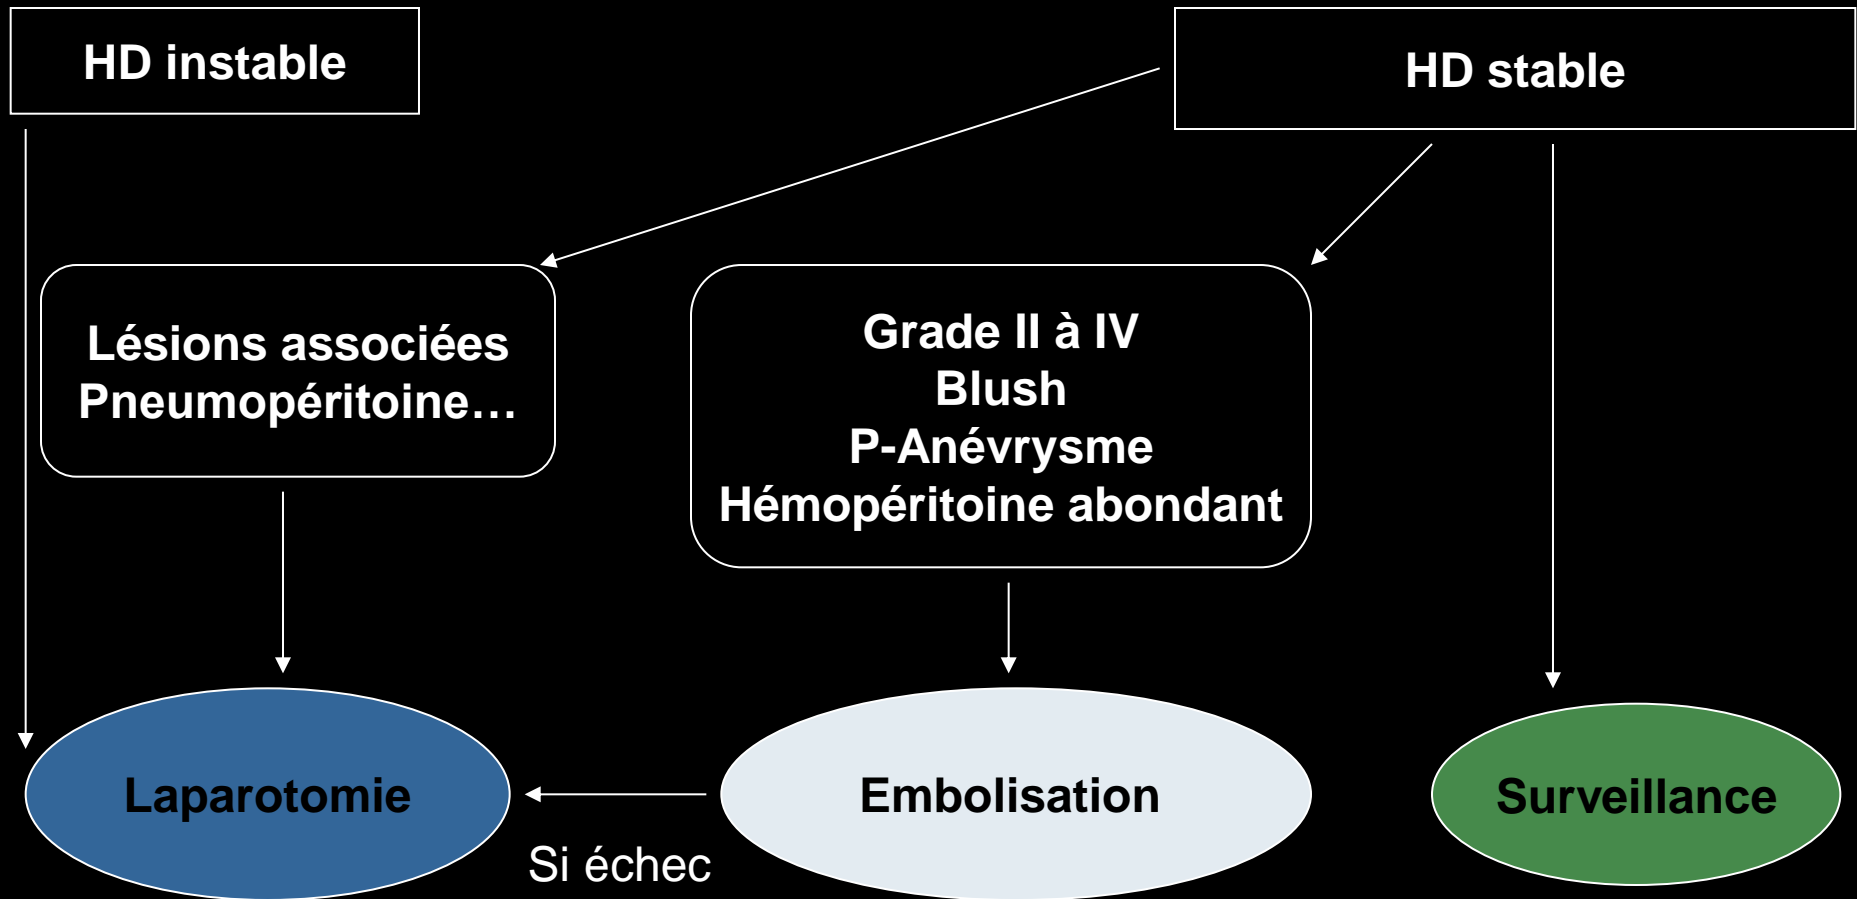 HD instable
HD stable
Lésions associées
Pneumopéritoine…
Grade II à IV
Blush
P-Anévrysme
Hémopéritoine abondant
Laparotomie
Embolisation
Surveillance
Si échec